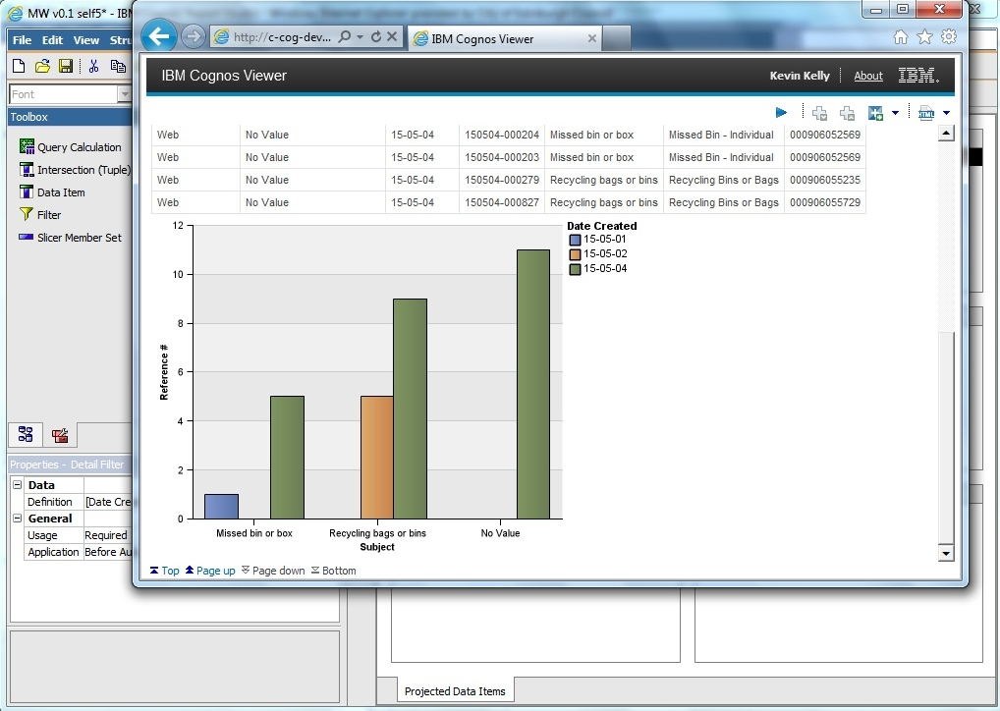 MW v0.1 self5* - IBM
File Edit View Stru
Font
Toolbox
Query Calculation
Intersection (Tuple)
Data Item
Filter
Slicer Member Set
Properties - Detail Filter
Data
Definition [Date Cre
General
Usage Required
Application Before Au
http://c-cog-dev...
IBM Cognos Viewer
IBM Cognos Viewer
Kevin Kelly About IBM.
Web No Value 15-05-04 150504-000204 Missed bin or box Missed Bin - Individual 000906052569
Web No Value 15-05-04 150504-000203 Missed bin or box Missed Bin - Individual 000906052569
Web No Value 15-05-04 150504-000279 Recycling bags or bins Recycling Bins or Bags 000906055235
Web No Value 15-05-04 150504-000827 Recycling bags or bins Recycling Bins or Bags 000906055729
Date Created
15-05-01
15-05-02
15-05-04
12
10
8
6
4
2
0
Reference #
Missed bin or box Recycling bags or bins No Value
Subject
Top Page up Page down Bottom
Projected Data Items